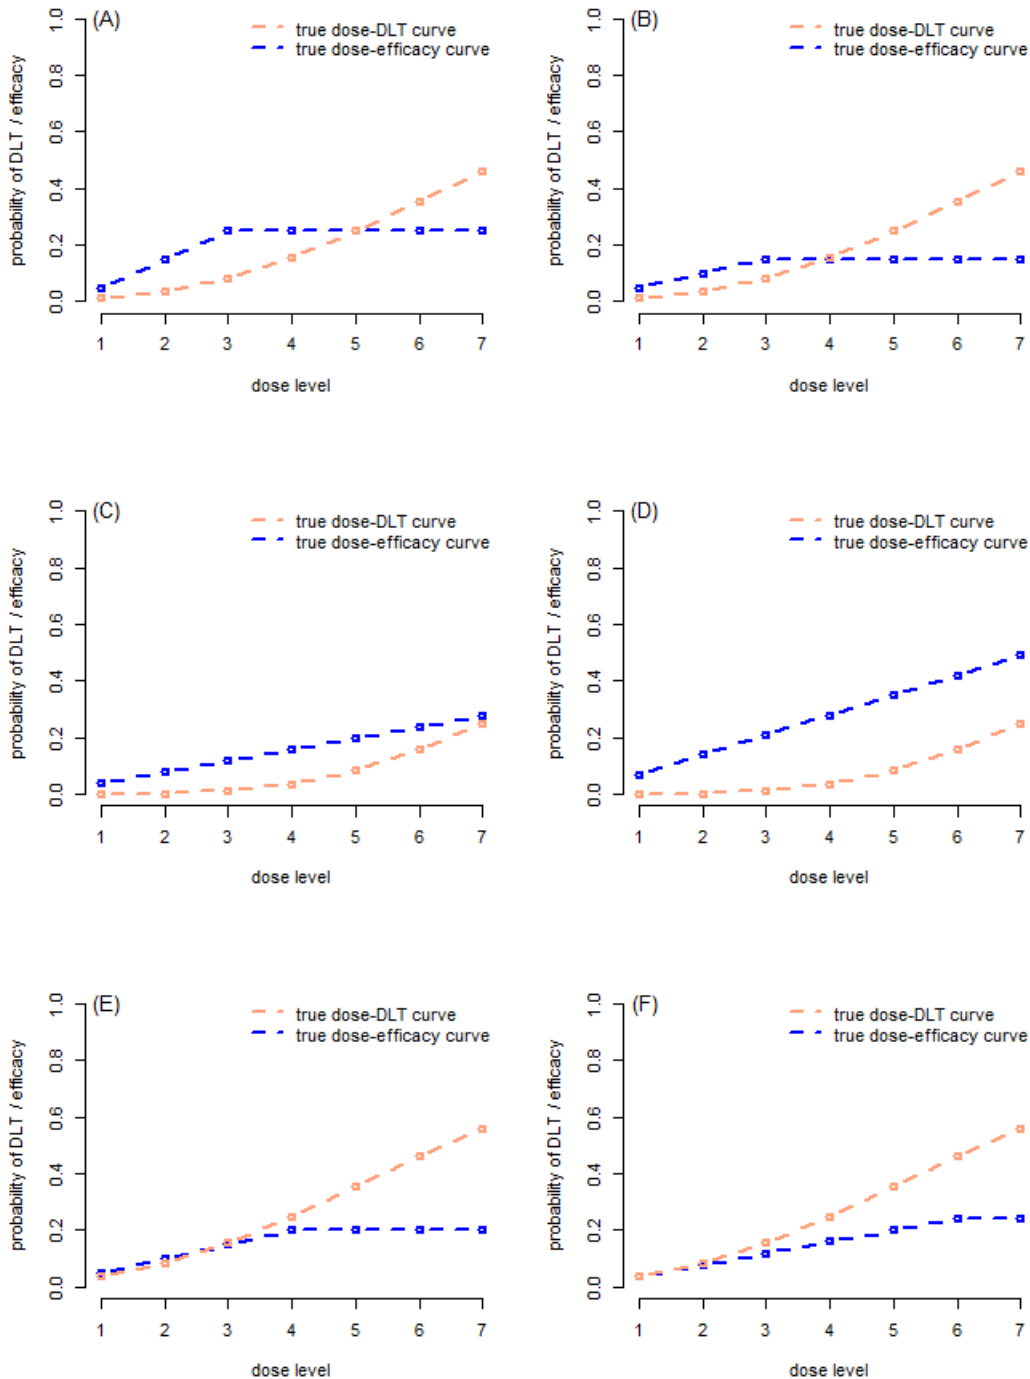 (A)
true dose-DLT curve
true dose-efficacy curve
probability of DLT / efficacy
0.0 0.2 0.4 0.6 0.8 1.0
1 2 3 4 5 6 7
dose level
(B)
true dose-DLT curve
true dose-efficacy curve
probability of DLT / efficacy
0.0 0.2 0.4 0.6 0.8 1.0
1 2 3 4 5 6 7
dose level
(C)
true dose-DLT curve
true dose-efficacy curve
probability of DLT / efficacy
0.0 0.2 0.4 0.6 0.8 1.0
1 2 3 4 5 6 7
dose level
(D)
true dose-DLT curve
true dose-efficacy curve
probability of DLT / efficacy
0.0 0.2 0.4 0.6 0.8 1.0
1 2 3 4 5 6 7
dose level
(E)
true dose-DLT curve
true dose-efficacy curve
probability of DLT / efficacy
0.0 0.2 0.4 0.6 0.8 1.0
1 2 3 4 5 6 7
dose level
(F)
true dose-DLT curve
true dose-efficacy curve
probability of DLT / efficacy
0.0 0.2 0.4 0.6 0.8 1.0
1 2 3 4 5 6 7
dose level